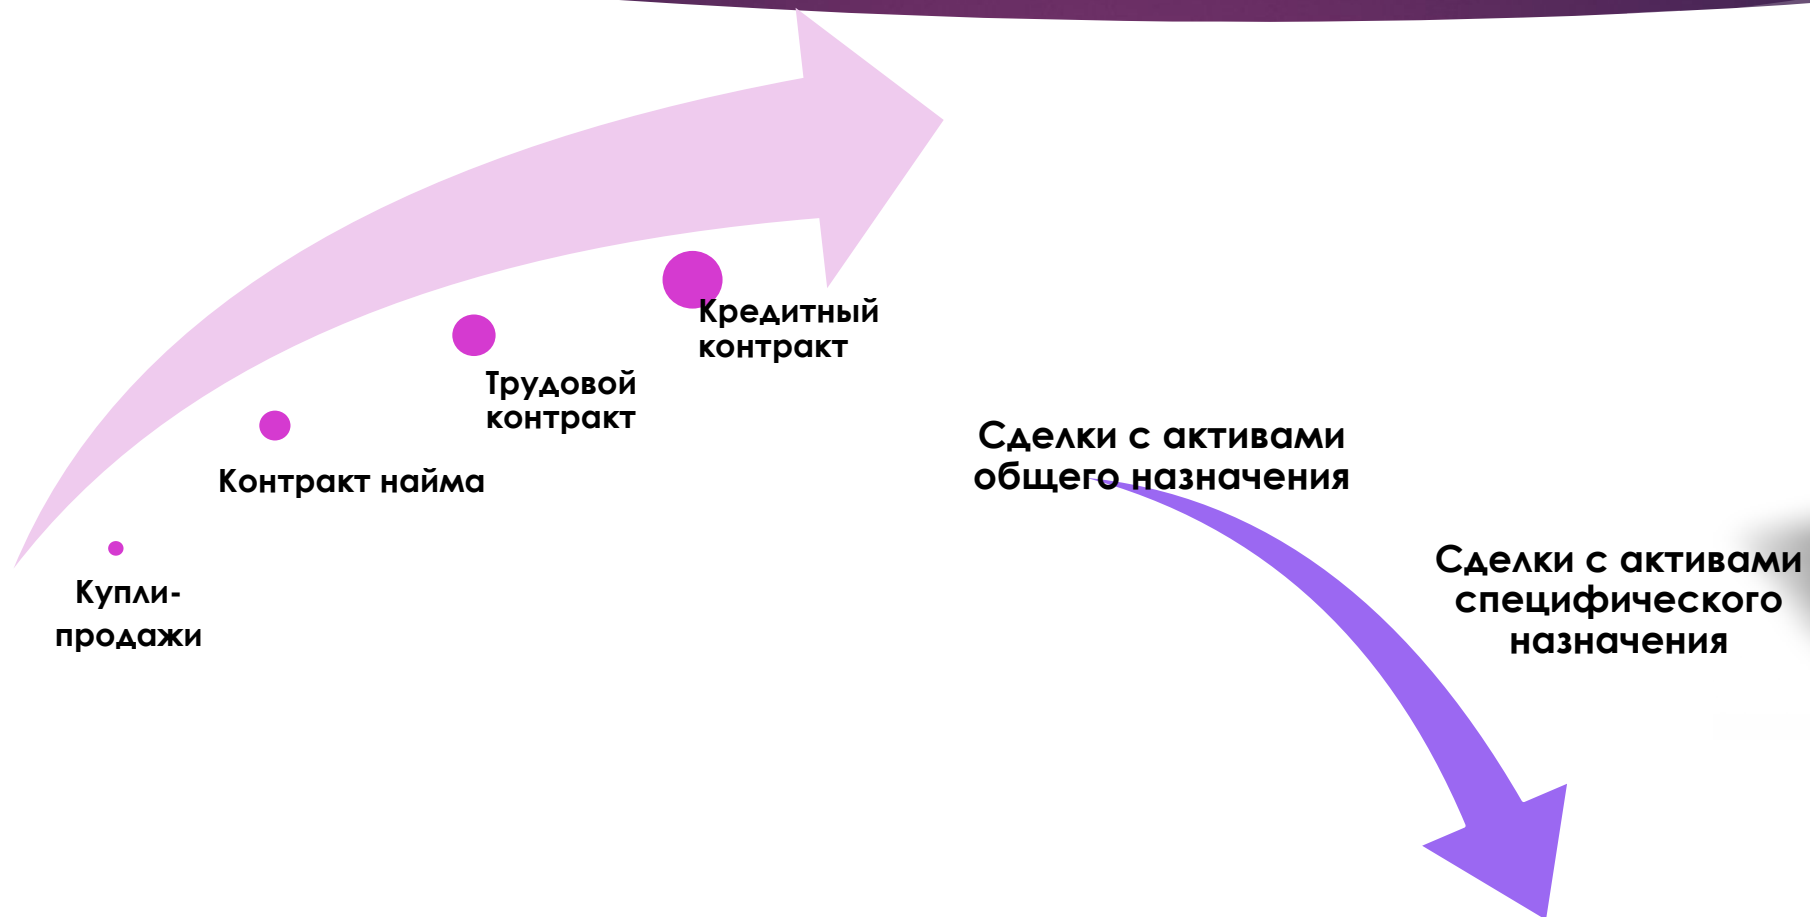 Купли-
продажи
Контракт найма
Трудовой
контракт
Кредитный
контракт
Сделки с активами
общего назначения
Сделки с активами
специфического
назначения